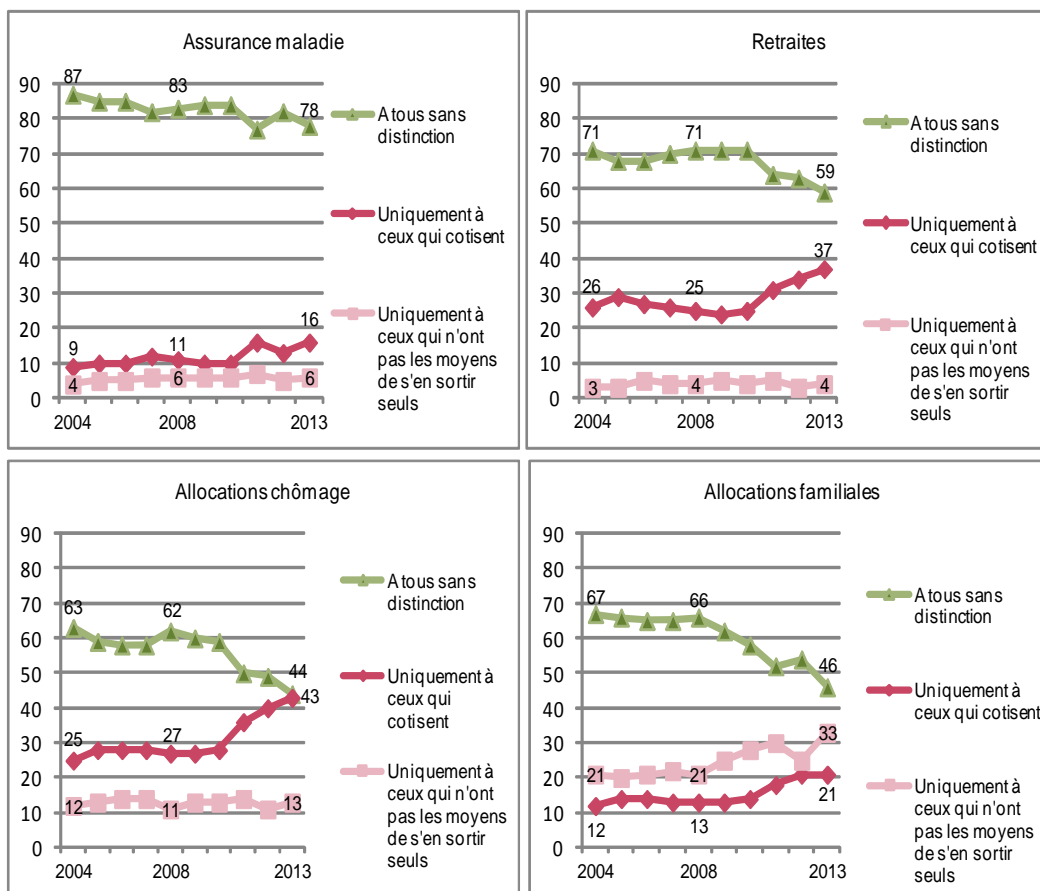 Assurance maladie
87
83
78
90
80
70
60
50
40
30
20
10
0
9
11
16
4
6
6
2004
2008
2013
A tous sans
distinction
Uniquement à
ceux qui cotisent
Uniquement à
ceux qui n'ont
pas les moyens
de s'en sortir
seuls
Retraites
90
80
70
60
50
40
30
20
10
0
71
71
59
26
25
37
3
4
4
2004
2008
2013
A tous sans
distinction
Uniquement à
ceux qui cotisent
Uniquement à
ceux qui n'ont
pas les moyens
de s'en sortir
seuls
Allocations chômage
90
80
70
60
50
40
30
20
10
0
63
62
44
43
25
27
12
11
13
2004
2008
2013
A tous sans
distinction
Uniquement à
ceux qui
cotisent
Uniquement à
ceux qui n'ont
pas les moyens
de s'en sortir
seuls
Allocations familiales
90
80
70
60
50
40
30
20
10
0
67
66
46
21
21
33
12
13
21
2004
2008
2013
A tous sans
distinction
Uniquement à
ceux qui cotisent
Uniquement à
ceux qui n'ont
pas les moyens
de s'en sortir
seuls